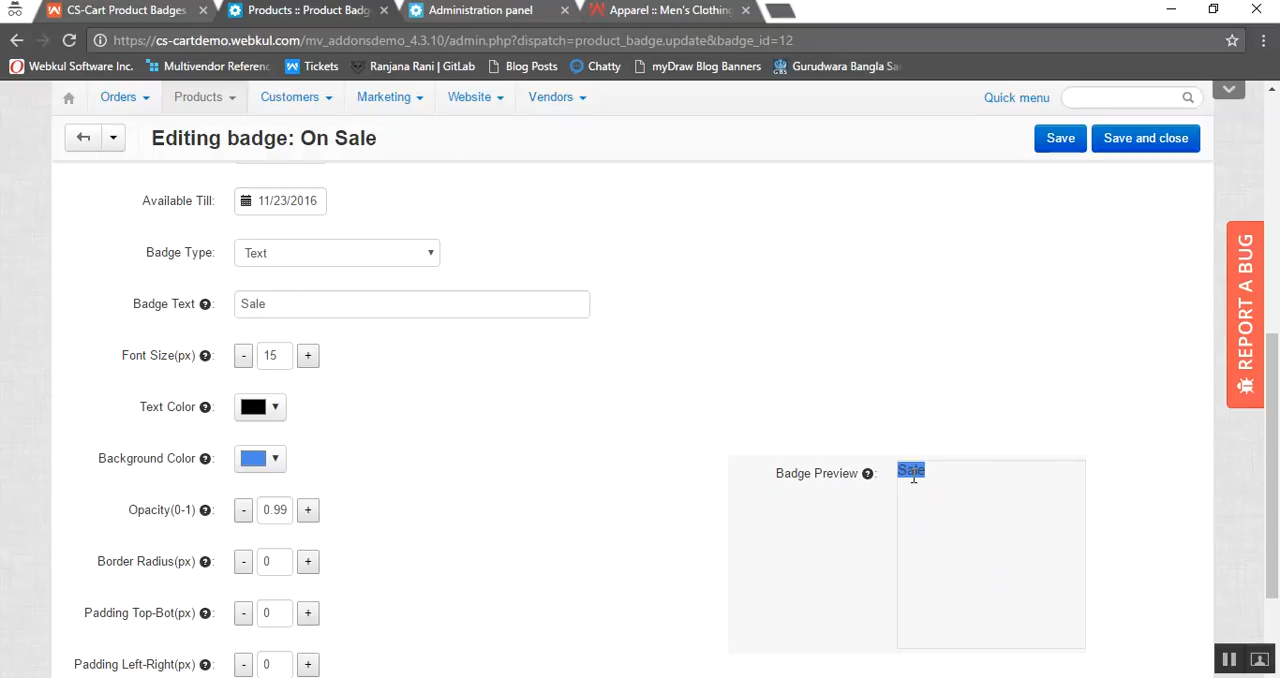 CS-Cart Product Badges
Products :: Product Badg
Administration panel
Apparel :: Men's Clothing
https://cs-cartdemo.webkul.com/mv_addonsdemo_4.3.10/admin.php?dispatch=product_badge.update&badge_id=12
Webkul Software Inc.
Multivendor Referenc
Tickets
Ranjana Rani | GitLab
Blog Posts
Chatty
myDraw Blog Banners
Gurudwara Bangla Sa
Orders
Products
Customers
Marketing
Website
Vendors
Quick menu
Editing badge: On Sale
Save
Save and close
Available Till: 11/23/2016
Badge Type: Text
Badge Text ?: Sale
Font Size(px) ?: - 15 +
Text Color ?:
Background Color ?:
Badge Preview ?: Sale
Opacity(0-1) ?: - 0.99 +
Border Radius(px) ?: - 0 +
Padding Top-Bot(px) ?: - 0 +
Padding Left-Right(px) ?: - 0 +
REPORT A BUG